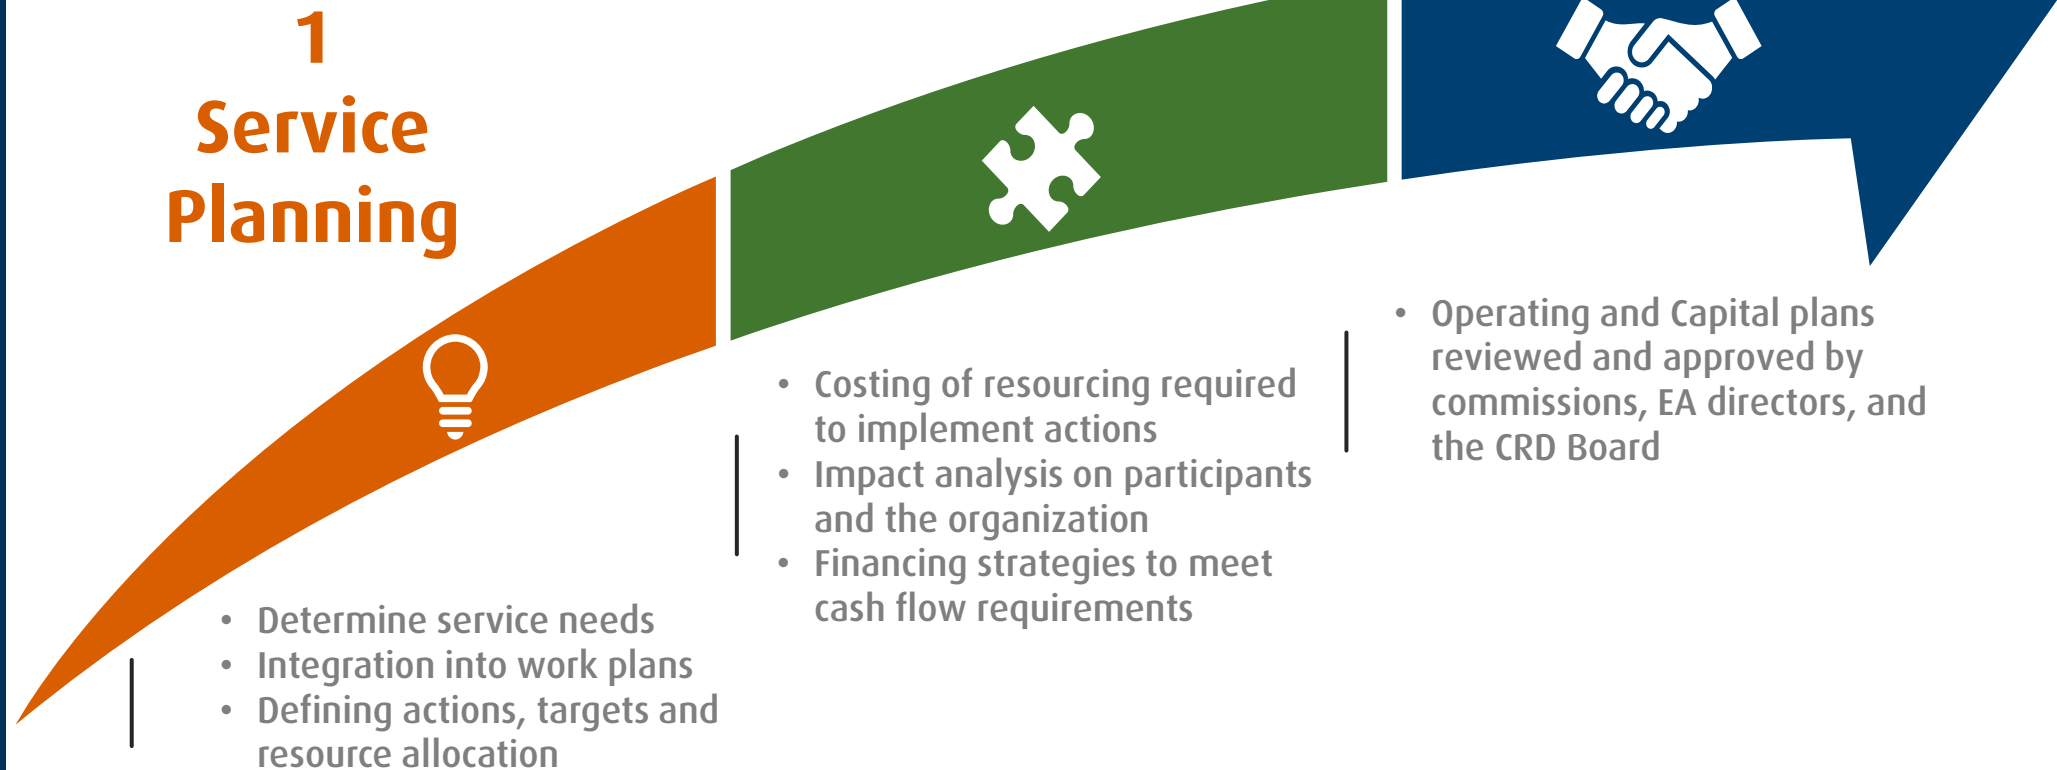 1
Service
Planning
• Determine service needs
• Integration into work plans
• Defining actions, targets and
resource allocation
• Costing of resourcing required
to implement actions
• Impact analysis on participants
and the organization
• Financing strategies to meet
cash flow requirements
• Operating and Capital plans
reviewed and approved by
commissions, EA directors, and
the CRD Board